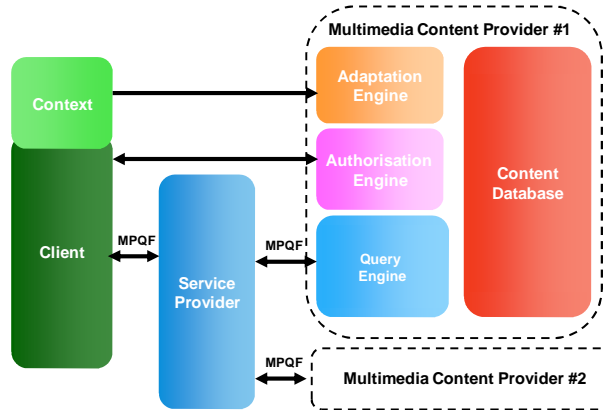 Multimedia Content Provider #1
Context
Adaptation
Engine
Authorisation
Engine
Content
Database
Client
MPQF
Service
Provider
MPQF
Query
Engine
MPQF
Multimedia Content Provider #2